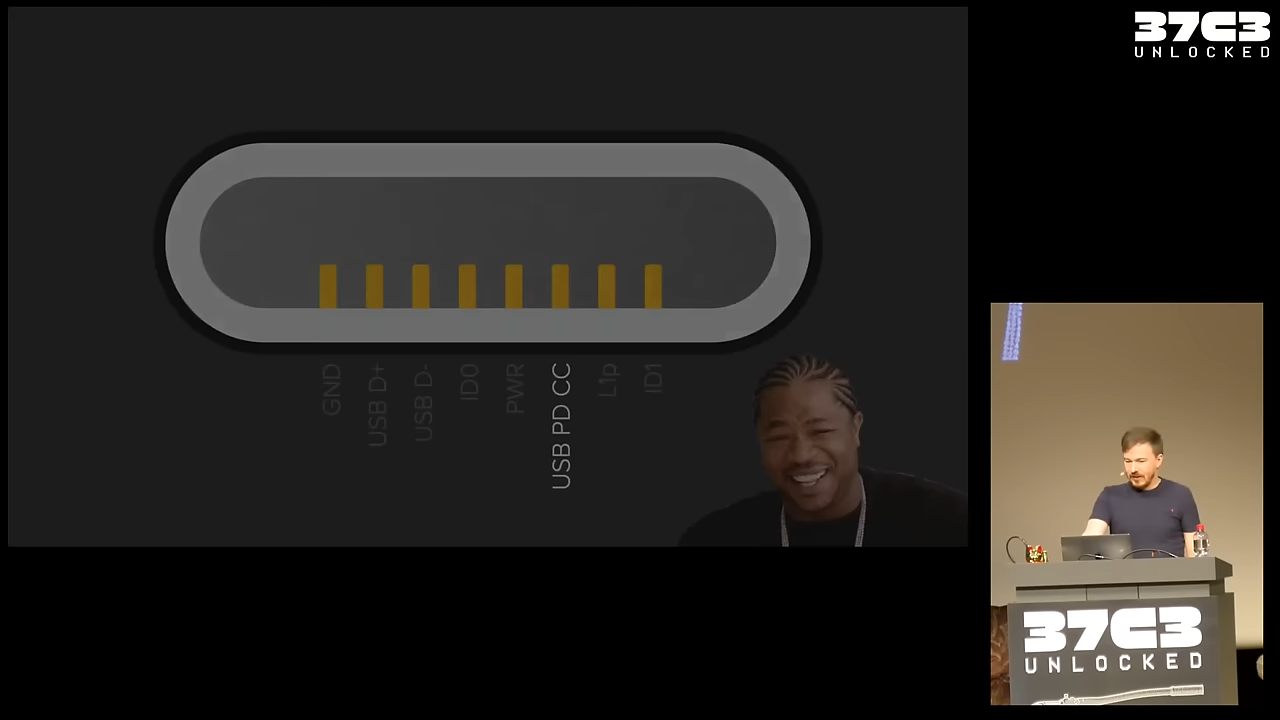 37C3
UNLOCKED
GND
USB D+
USB D-
ID0
PWR
USB PD CC
L1p
ID1
37C3
UNLOCKED